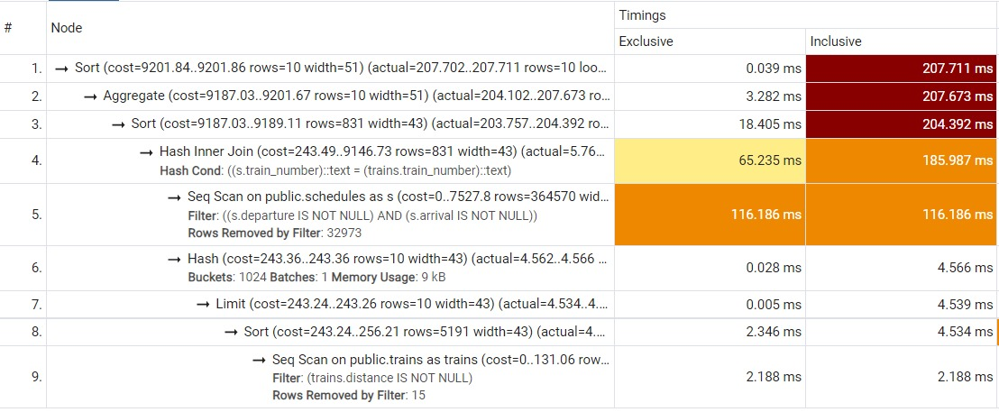 # Node Timings
Exclusive Inclusive
1. → Sort (cost=9201.84..9201.86 rows=10 width=51) (actual=207.702..207.711 rows=10 loo... 0.039 ms 207.711 ms
2. → Aggregate (cost=9187.03..9201.67 rows=10 width=51) (actual=204.102..207.673 ro... 3.282 ms 207.673 ms
3. → Sort (cost=9187.03..9189.11 rows=831 width=43) (actual=203.757..204.392 ro... 18.405 ms 204.392 ms
4. → Hash Inner Join (cost=243.49..9146.73 rows=831 width=43) (actual=5.76... 65.235 ms 185.987 ms
Hash Cond: ((s.train_number)::text = (trains.train_number)::text)
5. → Seq Scan on public.schedules as s (cost=0..7527.8 rows=364570 wid... 116.186 ms 116.186 ms
Filter: ((s.departure IS NOT NULL) AND (s.arrival IS NOT NULL))
Rows Removed by Filter: 32973
6. → Hash (cost=243.36..243.36 rows=10 width=43) (actual=4.562..4.566 ... 0.028 ms 4.566 ms
Buckets: 1024 Batches: 1 Memory Usage: 9 kB
7. → Limit (cost=243.24..243.26 rows=10 width=43) (actual=4.534..4.... 0.005 ms 4.539 ms
8. → Sort (cost=243.24..256.21 rows=5191 width=43) (actual=4.... 2.346 ms 4.534 ms
9. → Seq Scan on public.trains as trains (cost=0..131.06 row... 2.188 ms 2.188 ms
Filter: (trains.distance IS NOT NULL)
Rows Removed by Filter: 15